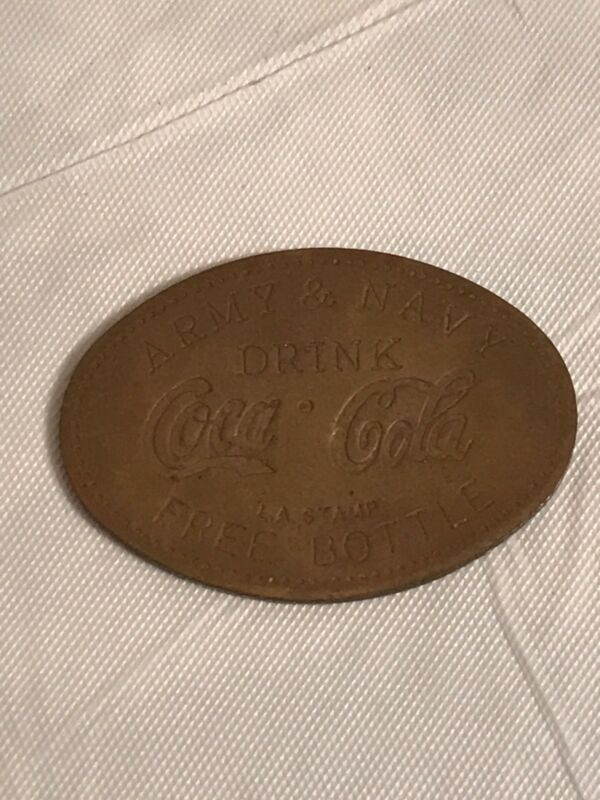 ARMY & NAVY
DRINK
Coca · Cola
L.A. STAMP
FREE BOTTLE